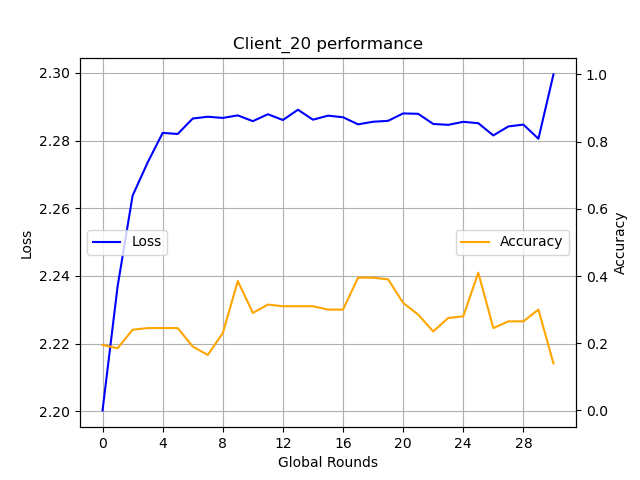 Client_20 performance
2.30
2.28
2.26
2.24
2.22
2.20
Loss
Loss
Accuracy
1.0
0.8
0.6
0.4
0.2
0.0
Accuracy
0 4 8 12 16 20 24 28
Global Rounds